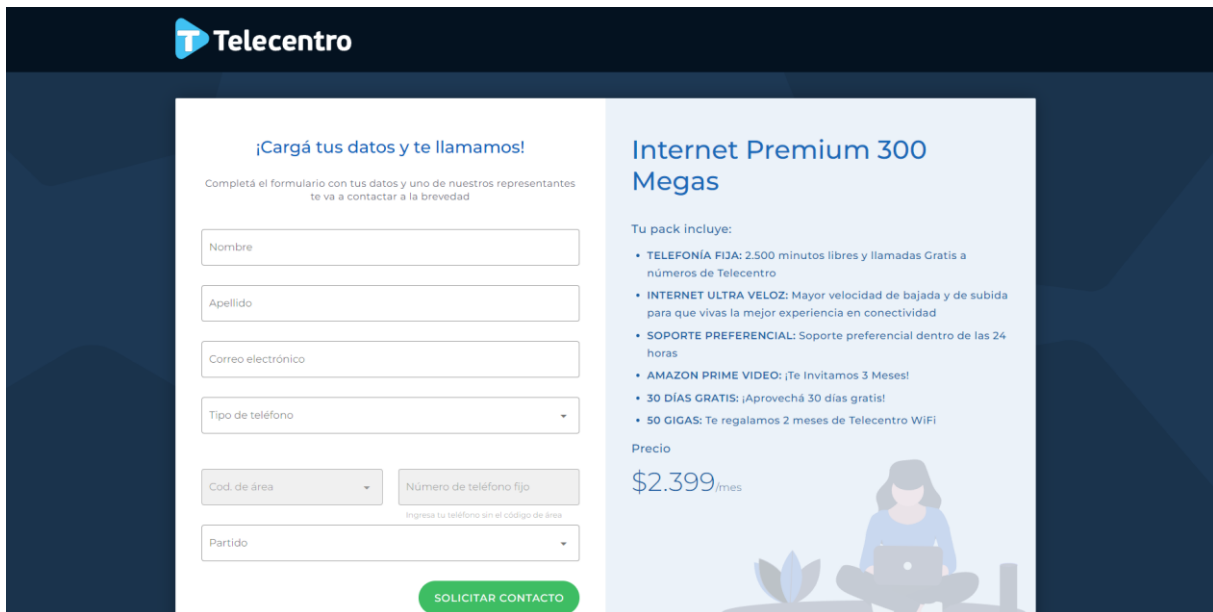 Telecentro
¡Cargá tus datos y te llamamos!
Completá el formulario con tus datos y uno de nuestros representantes
te va a contactar a la brevedad
Nombre
Apellido
Correo electrónico
Tipo de teléfono
Cod. de área
Número de teléfono fijo
Ingresa tu teléfono sin el código de área
Partido
SOLICITAR CONTACTO
Internet Premium 300
Megas
Tu pack incluye:
• TELEFONÍA FIJA: 2.500 minutos libres y llamadas Gratis a
números de Telecentro
• INTERNET ULTRA VELOZ: Mayor velocidad de bajada y de subida
para que vivas la mejor experiencia en conectividad
• SOPORTE PREFERENCIAL: Soporte preferencial dentro de las 24
horas
• AMAZON PRIME VIDEO: ¡Te Invitamos 3 Meses!
• 30 DÍAS GRATIS: ¡Aprovechá 30 días gratis!
• 50 GIGAS: Te regalamos 2 meses de Telecentro WiFi
Precio
$2.399/mes